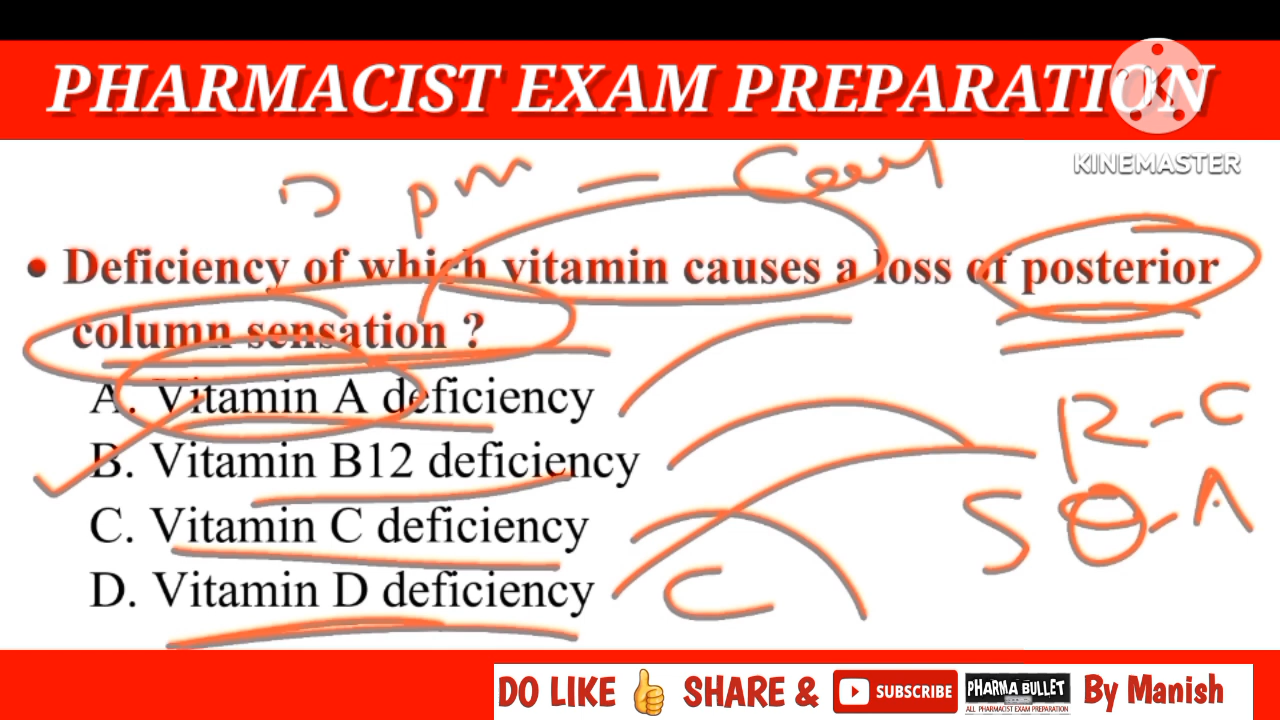 PHARMACIST EXAM PREPARATION
KINEMASTER
pm –
• Deficiency of which vitamin causes a loss of posterior
column sensation ?
A. Vitamin A deficiency
B. Vitamin B12 deficiency
C. Vitamin C deficiency
D. Vitamin D deficiency
R - C
A
C
DO LIKE 👍 SHARE & SUBSCRIBE PHARMA BULLET By Manish
ALL PHARMACIST EXAM PREPARATION